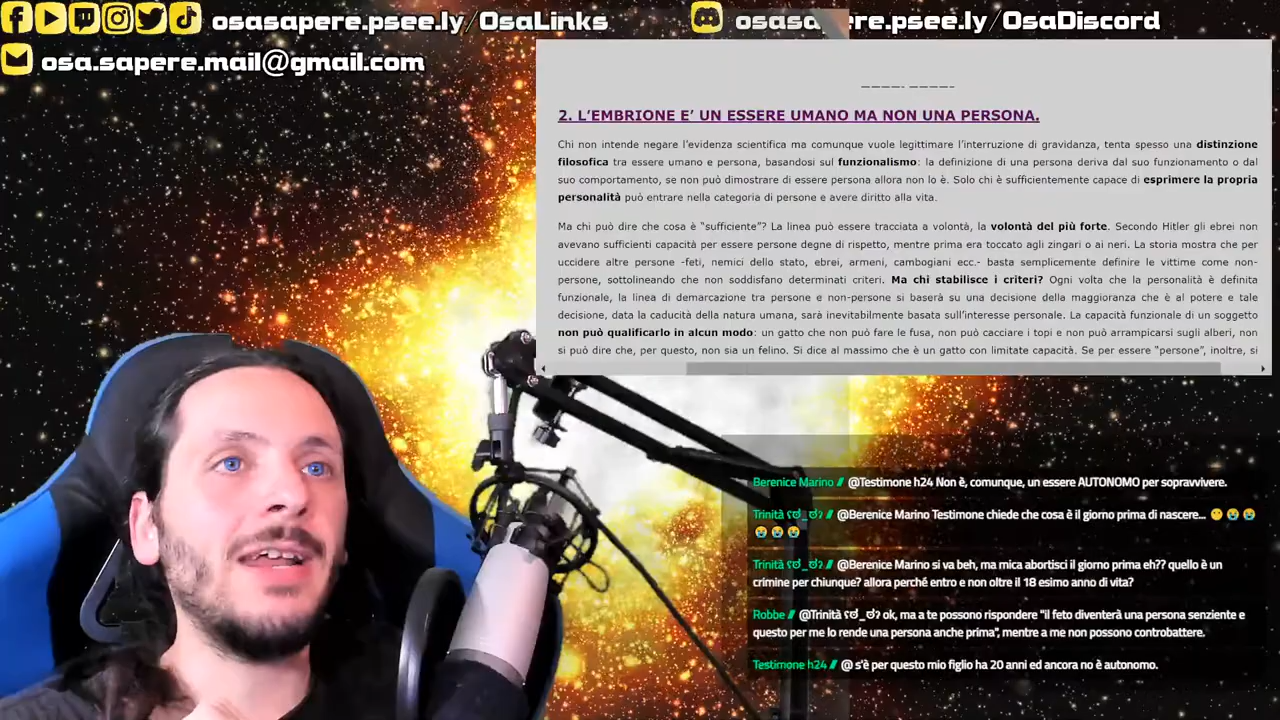 osasapere.psee.ly/OsaLinks
osasa re.psee.ly/OsaDiscord
osa.sapere.mail@gmail.com
————- ————–
2. L’EMBRIONE E’ UN ESSERE UMANO MA NON UNA PERSONA.
Chi non intende negare l’evidenza scientifica ma comunque vuole legittimare l’interruzione di gravidanza, tenta spesso una distinzione
filosofica tra essere umano e persona, basandosi sul funzionalismo: la definizione di una persona deriva dal suo funzionamento o dal
suo comportamento, se non può dimostrare di essere persona allora non lo è. Solo chi è sufficientemente capace di esprimere la propria
personalità può entrare nella categoria di persone e avere diritto alla vita.
Ma chi può dire che cosa è “sufficiente”? La linea può essere tracciata a volontà, la volontà del più forte. Secondo Hitler gli ebrei non
avevano sufficienti capacità per essere persone degne di rispetto, mentre prima era toccato agli zingari o ai neri. La storia mostra che per
uccidere altre persone -feti, nemici dello stato, ebrei, armeni, cambogiani ecc.- basta semplicemente definire le vittime come non-
persone, sottolineando che non soddisfano determinati criteri. Ma chi stabilisce i criteri? Ogni volta che la personalità è definita
funzionale, la linea di demarcazione tra persone e non-persone si baserà su una decisione della maggioranza che è al potere e tale
decisione, data la caducità della natura umana, sarà inevitabilmente basata sull’interesse personale. La capacità funzionale di un soggetto
non può qualificarlo in alcun modo: un gatto che non può fare le fusa, non può cacciare i topi e non può arrampicarsi sugli alberi, non
si può dire che, per questo, non sia un felino. Si dice al massimo che è un gatto con limitate capacità. Se per essere “persone”, inoltre, si
Berenice Marino // @Testimone h24 Non è, comunque, un essere AUTONOMO per sopravvivere.
Trinità ʕಠ_ಠʔ // @Berenice Marino Testimone chiede che cosa è il giorno prima di nascere... 😬 😭 😭
😭 😭 😭
Trinità ʕಠ_ಠʔ // @Berenice Marino si va beh, ma mica abortisci il giorno prima eh?? quello è un
crimine per chiunque? allora perché entro e non oltre il 18 esimo anno di vita?
Robbe // @Trinità ʕಠ_ಠʔ ok, ma a te possono rispondere "il feto diventerà una persona senziente e
questo per me lo rende una persona anche prima", mentre a me non possono controbattere.
Testimone h24 // @ s'è per questo mio figlio ha 20 anni ed ancora no è autonomo.